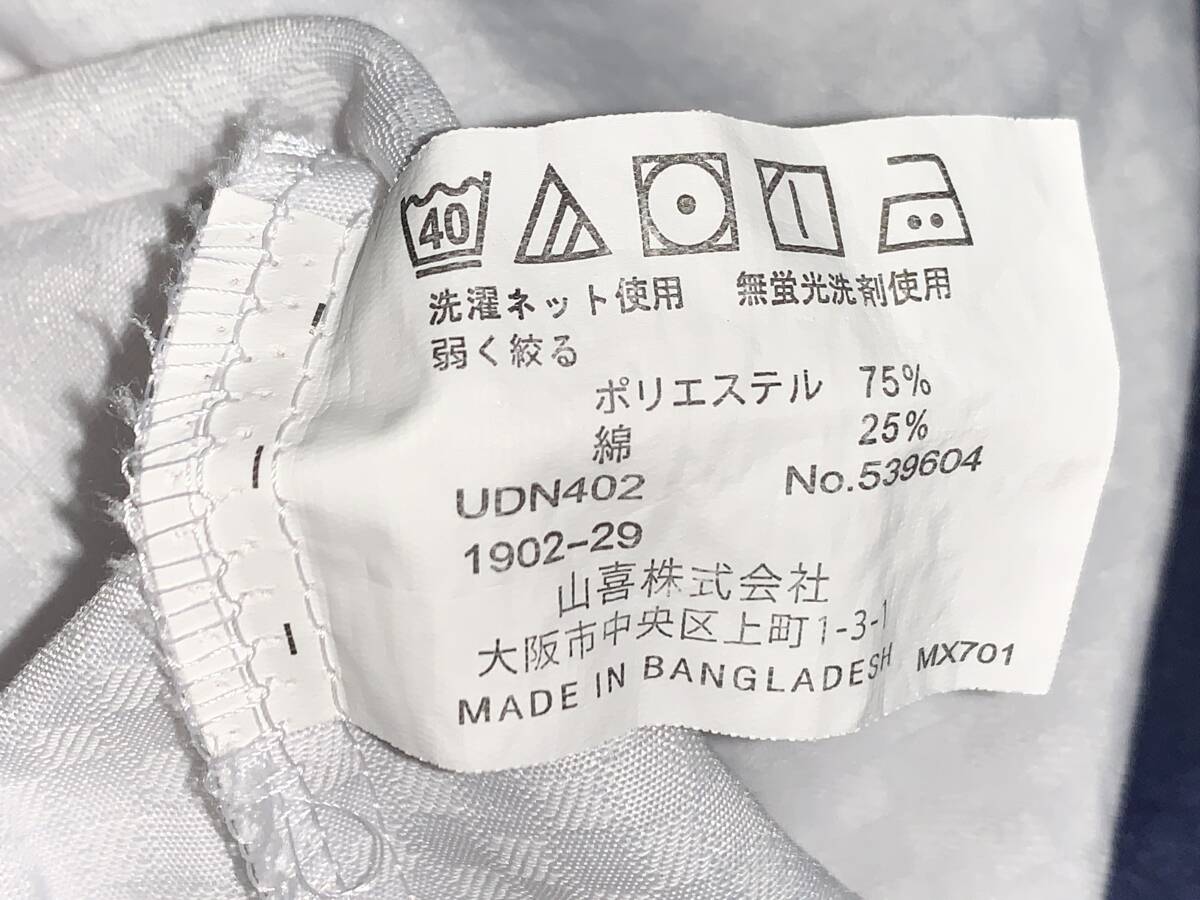 40
洗濯ネット使用 無蛍光洗剤使用
弱く絞る
ポリエステル 75%
綿 25%
UDN402 No.539604
1902-29
山喜株式会社
大阪市中央区上町1-3-1
MADE IN BANGLADESH MX701